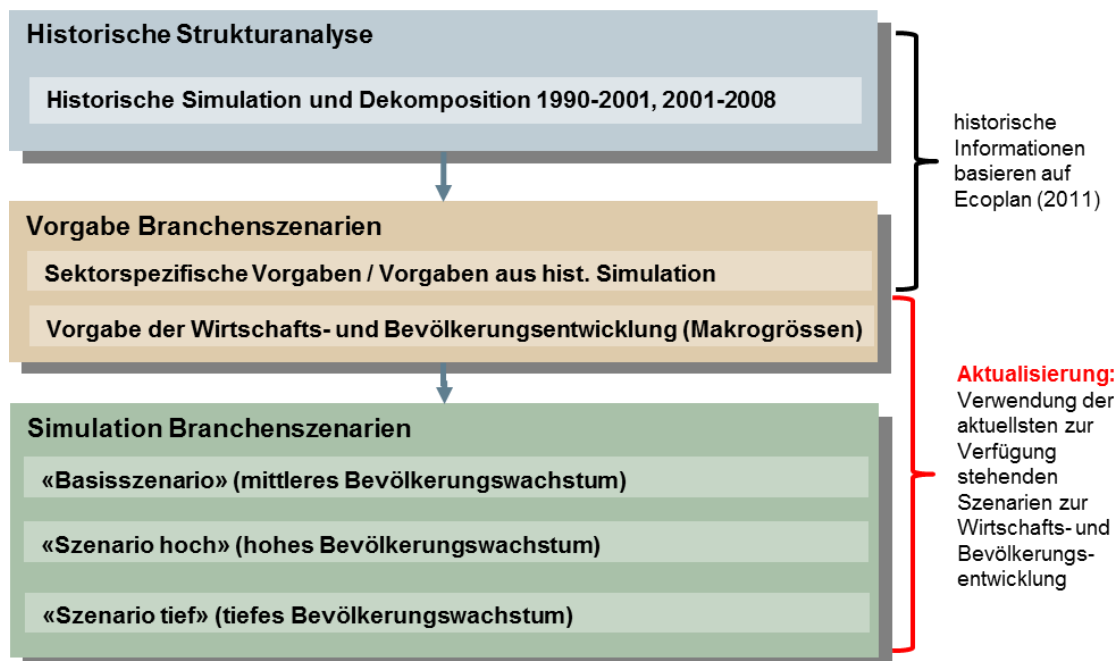 Historische Strukturanalyse
Historische Simulation und Dekomposition 1990-2001, 2001-2008
historische
Informationen
basieren auf
Ecoplan (2011)
Vorgabe Branchenszenarien
Sektorspezifische Vorgaben / Vorgaben aus hist. Simulation
Vorgabe der Wirtschafts- und Bevölkerungsentwicklung (Makrogrössen)
Simulation Branchenszenarien
«Basisszenario» (mittleres Bevölkerungswachstum)
«Szenario hoch» (hohes Bevölkerungswachstum)
«Szenario tief» (tiefes Bevölkerungswachstum)
Aktualisierung:
Verwendung der
aktuellsten zur
Verfügung
stehenden
Szenarien zur
Wirtschafts- und
Bevölkerungs-
entwicklung